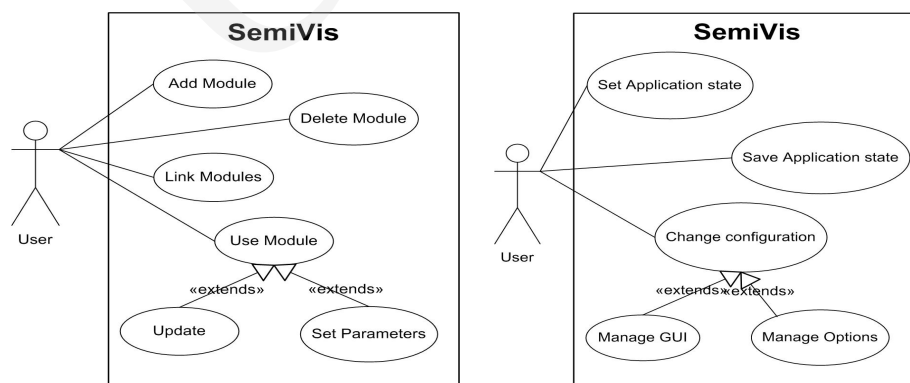 SemiVis
Add Module
Delete Module
Link Modules
User
Use Module
«extends»
«extends»
Update
Set Parameters
SemiVis
Set Application state
Save Application state
Change configuration
User
«extends»
«extends»
Manage GUI
Manage Options